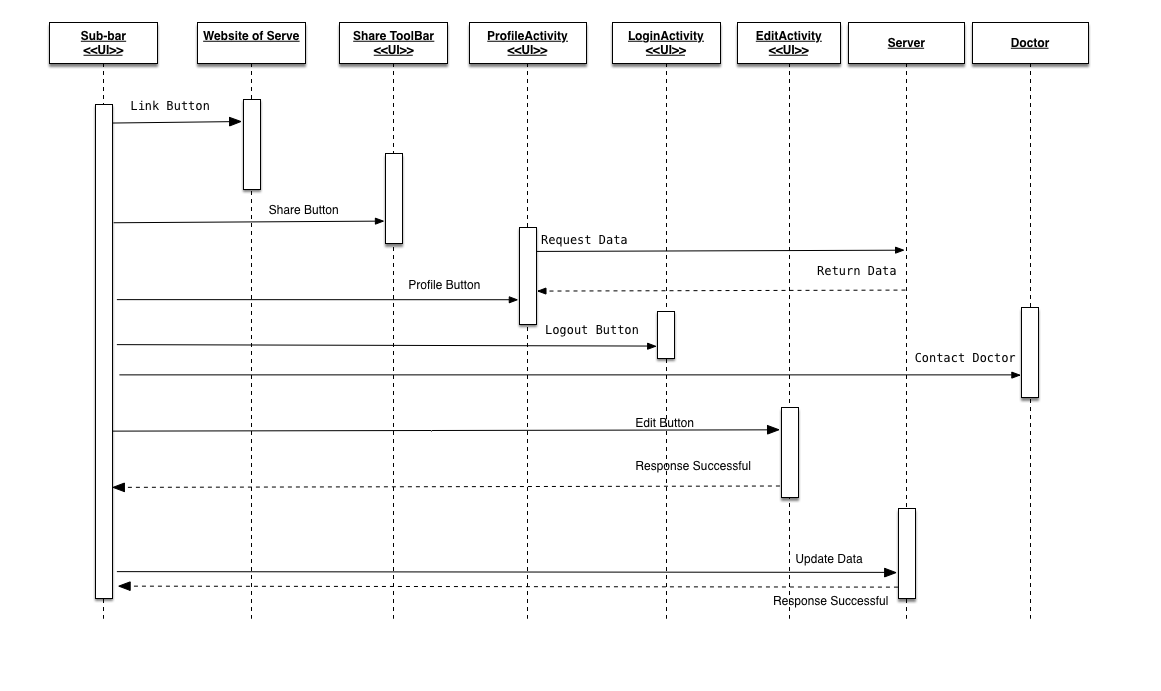 Sub-bar
<<UI>>
Website of Serve
Share ToolBar
<<UI>>
ProfileActivity
<<UI>>
LoginActivity
<<UI>>
EditActivity
<<UI>>
Server
Doctor
Link Button
Share Button
Request Data
Return Data
Profile Button
Logout Button
Contact Doctor
Edit Button
Response Successful
Update Data
Response Successful